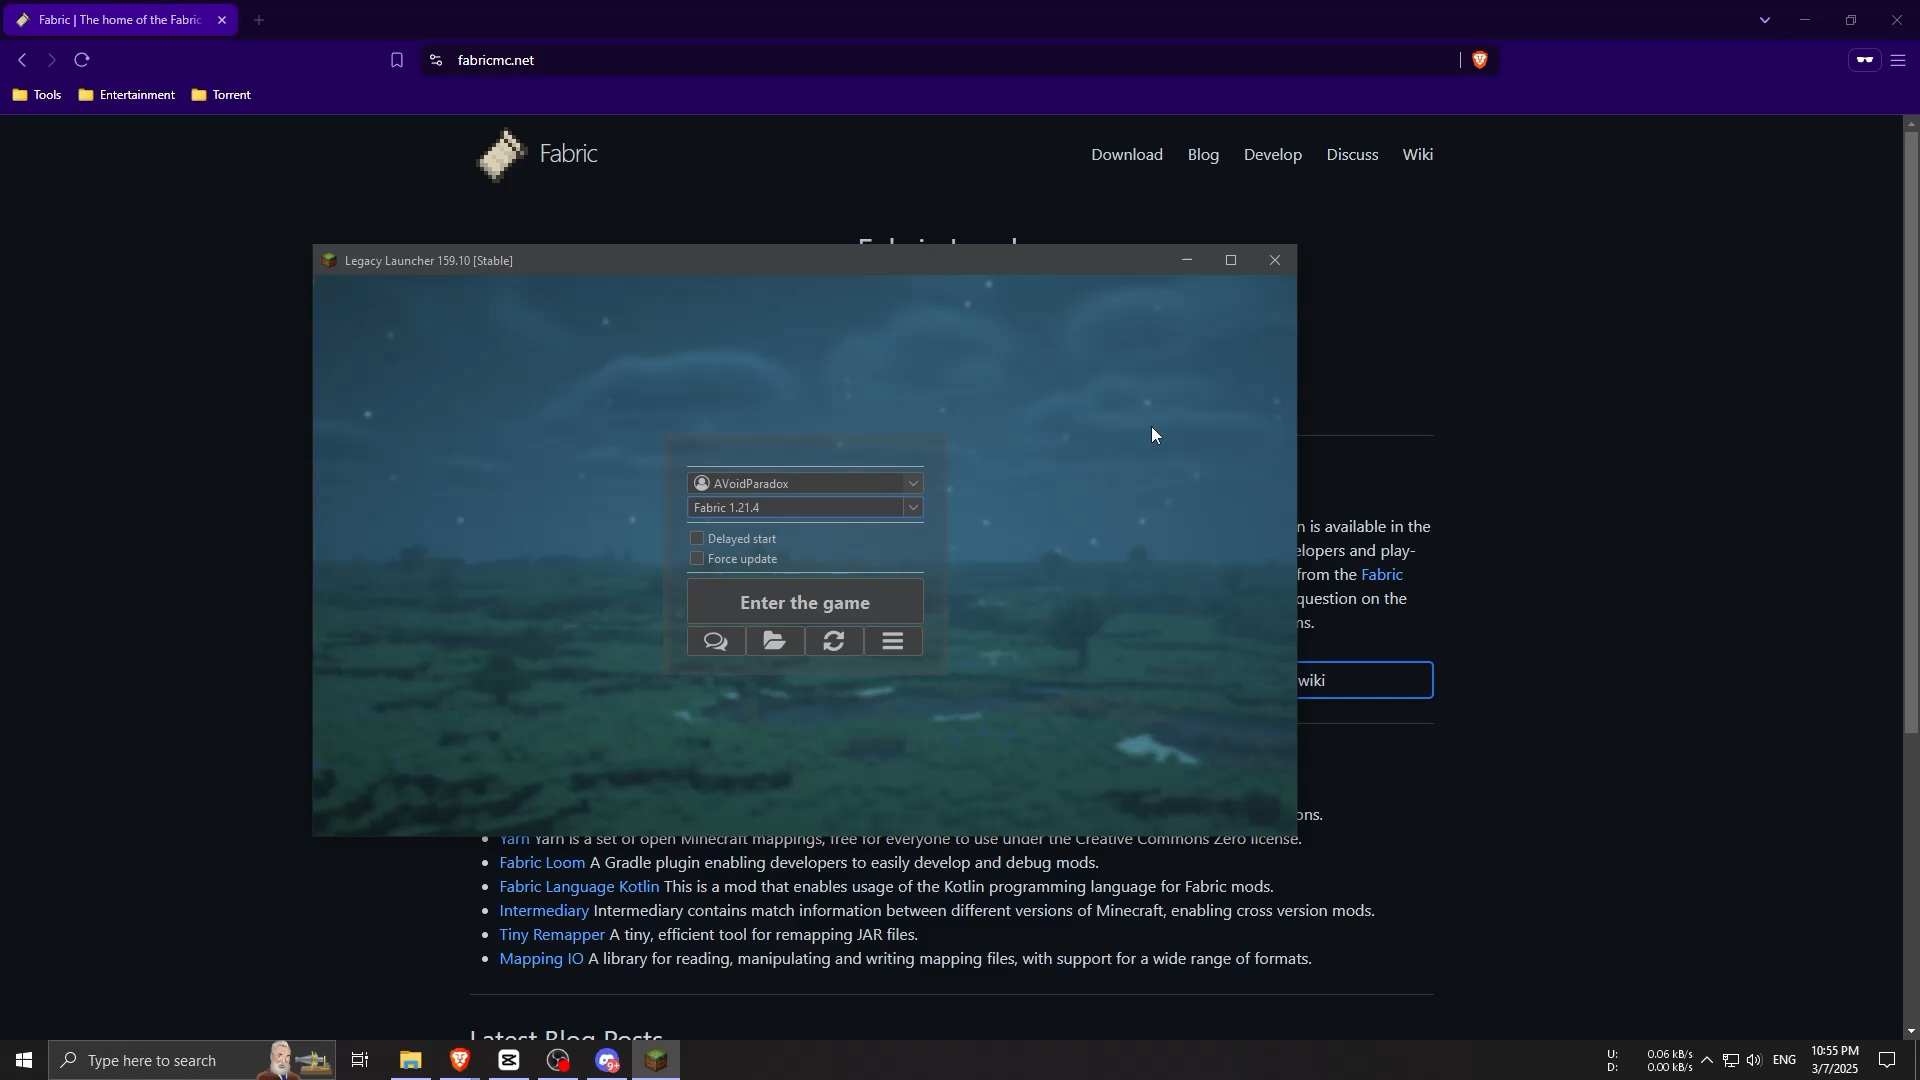 Fabric | The home of the Fabric
fabricmc.net
Tools
Entertainment
Torrent
Fabric
Download
Blog
Develop
Discuss
Wiki
Legacy Launcher 159.10 [Stable]
AVoidParadox
Fabric 1.21.4
Delayed start
Force update
Enter the game
is available in the
and play-
from the Fabric
question on the
wiki
Yarn Yarn is a set of open Minecraft mappings, free for everyone to use under the Creative Commons Zero license.
Fabric Loom A Gradle plugin enabling developers to easily develop and debug mods.
Fabric Language Kotlin This is a mod that enables usage of the Kotlin programming language for Fabric mods.
Intermediary Intermediary contains match information between different versions of Minecraft, enabling cross version mods.
Tiny Remapper A tiny, efficient tool for remapping JAR files.
Mapping IO A library for reading, manipulating and writing mapping files, with support for a wide range of formats.
Latest Blog Posts
Type here to search
9+
U: 0.06 kB/s
D: 0.00 kB/s
ENG
10:55 PM
3/7/2025